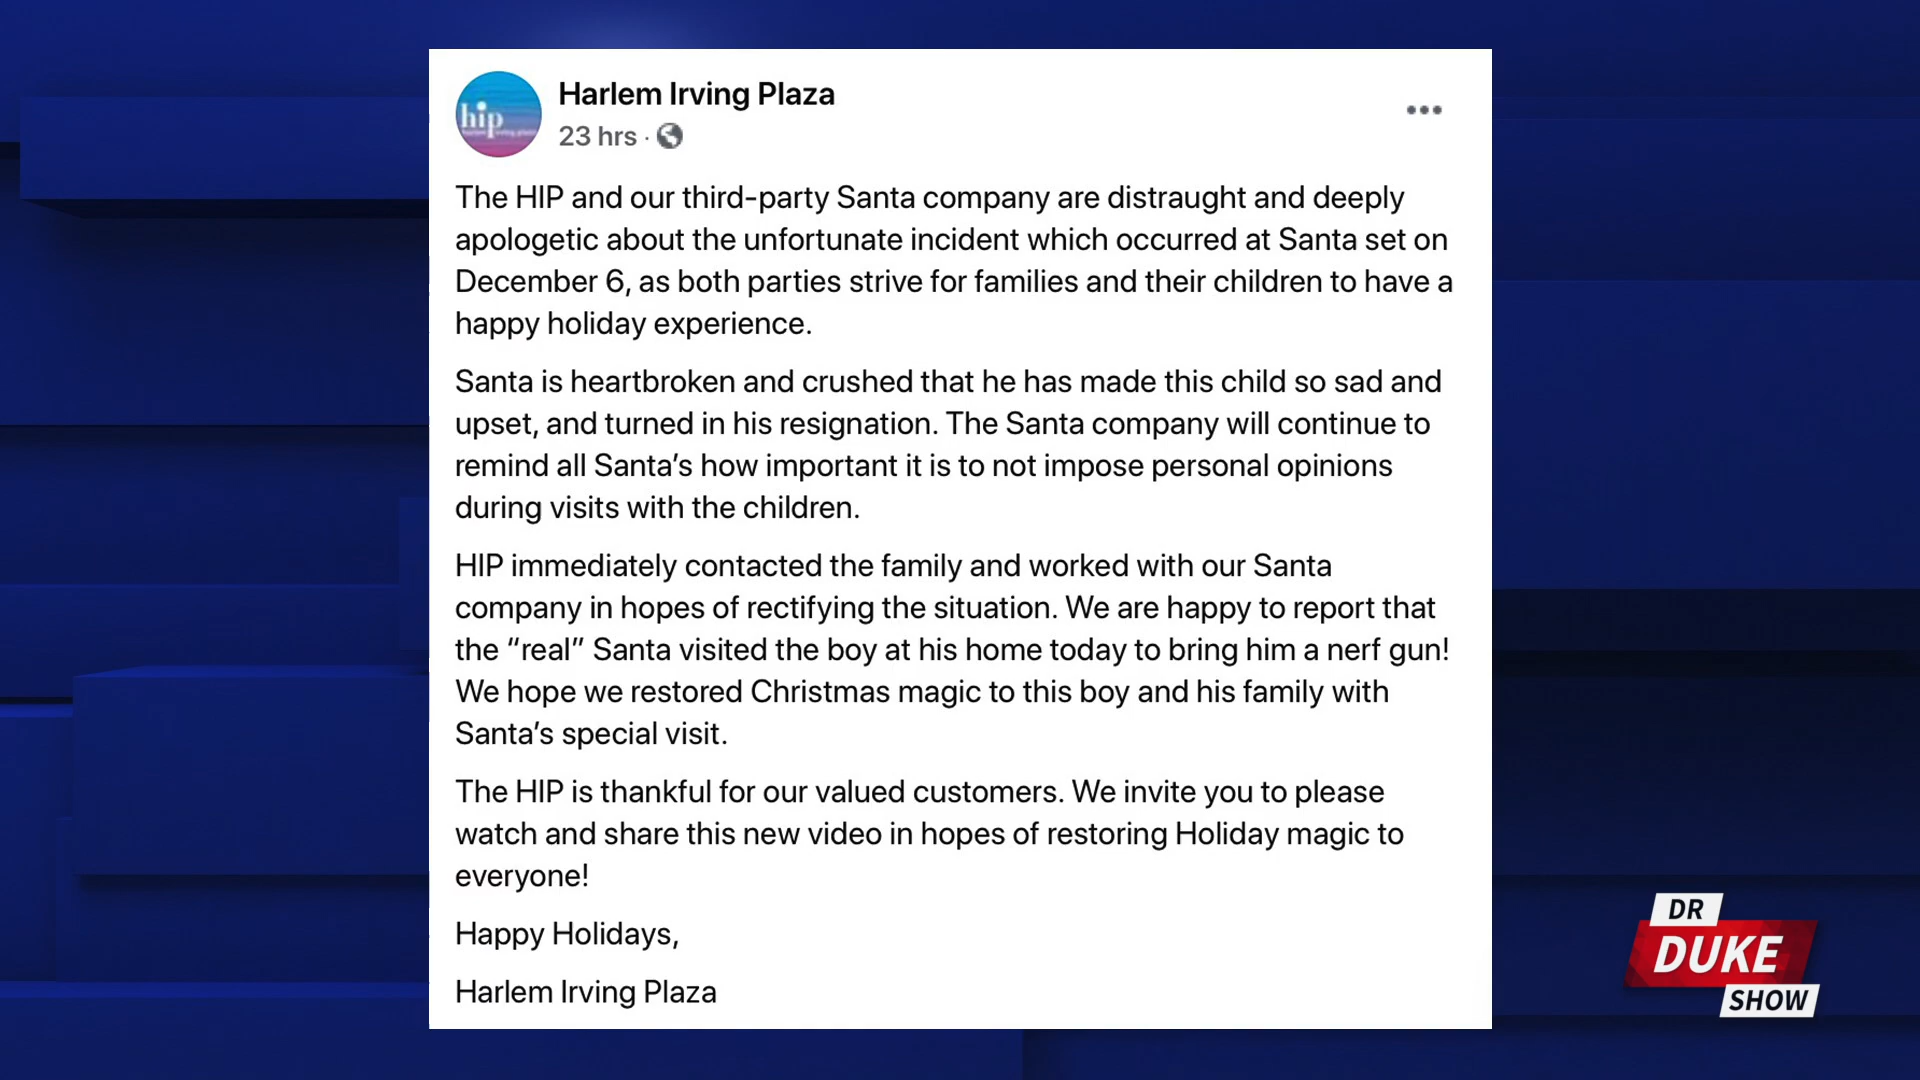 Harlem Irving Plaza
23 hrs ·
hip
The HIP and our third-party Santa company are distraught and deeply
apologetic about the unfortunate incident which occurred at Santa set on
December 6, as both parties strive for families and their children to have a
happy holiday experience.
Santa is heartbroken and crushed that he has made this child so sad and
upset, and turned in his resignation. The Santa company will continue to
remind all Santa’s how important it is to not impose personal opinions
during visits with the children.
HIP immediately contacted the family and worked with our Santa
company in hopes of rectifying the situation. We are happy to report that
the “real” Santa visited the boy at his home today to bring him a nerf gun!
We hope we restored Christmas magic to this boy and his family with
Santa’s special visit.
The HIP is thankful for our valued customers. We invite you to please
watch and share this new video in hopes of restoring Holiday magic to
everyone!
Happy Holidays,
Harlem Irving Plaza
DR
DUKE
SHOW